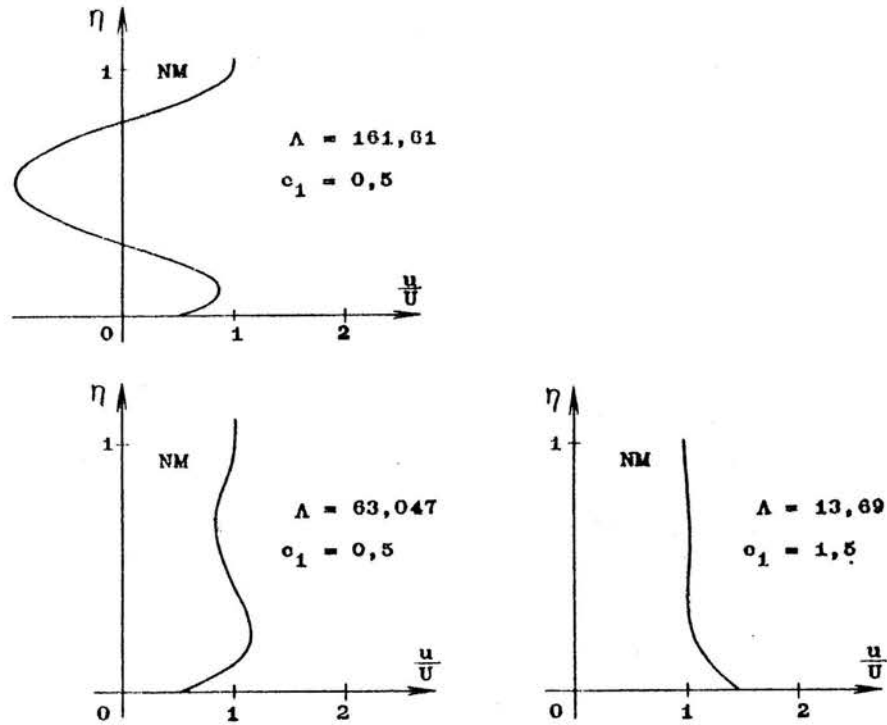 η
1 NM
Λ = 161,61
c₁ = 0,5
u/U
0 1 2
η
1
NM
Λ = 63,047
c₁ = 0,5
u/U
0 1 2
η
1
NM
Λ = 13,69
c₁ = 1,5
u/U
0 1 2